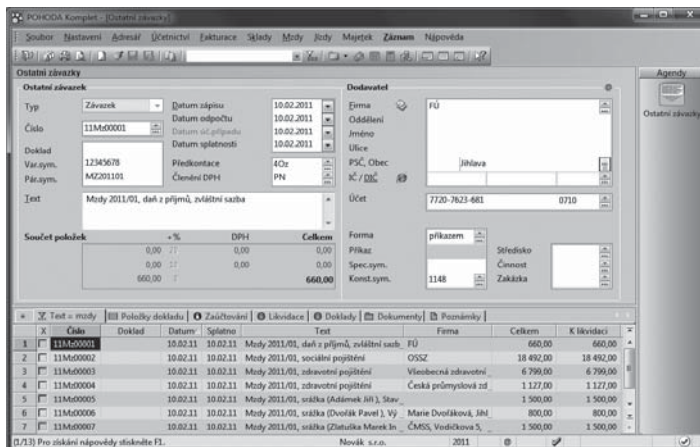 POHODA Komplet - [Ostatní závazky]
Soubor Nastavení Adresář Účetnictví Fakturace Sklady Mzdy Jízdy Majetek Záznam Nápověda
Ostatní závazky
Agendy
Ostatní závazky
Ostatní závazek
Typ Závazek
Číslo 11Mz00001
Doklad
Var.sym. 12345678
Pár.sym. MZ201101
Datum zápisu 10.02.2011
Datum odpočtu 10.02.2011
Datum úč.případu 10.02.2011
Datum splatnosti 10.02.2011
Předkontace 4Oz
Členění DPH PN
Text Mzdy 2011/01, daň z příjmů, zvláštní sazba
Součet položek +% DPH Celkem
0,00 0,00 0,00
0,00 0,00 0,00
660,00 660,00
Dodavatel
Firma FÚ
Oddělení
Jméno
Ulice
PSČ, Obec Jihlava
IČ / DIČ
Účet 7720-7623-681 0710
Forma příkazem
Příkaz Středisko
Spec.sym. Činnost
Konst.sym. 1148 Zakázka
Text = mzdy Položky dokladu Zaúčtování Likvidace Doklady Dokumenty Poznámky
X Číslo Doklad Datum Splatno Text Firma Celkem K likvidaci
1 11Mz00001 10.02.11 10.02.11 Mzdy 2011/01, daň z příjmů, zvláštní sazb FÚ 660,00 660,00
2 11Mz00002 10.02.11 10.02.11 Mzdy 2011/01, sociální pojištění OSSZ 18 492,00 18 492,00
3 11Mz00003 10.02.11 10.02.11 Mzdy 2011/01, zdravotní pojištění Všeobecná zdravotní 6 799,00 6 799,00
4 11Mz00004 10.02.11 10.02.11 Mzdy 2011/01, zdravotní pojištění Česká průmyslová zd 1 127,00 1 127,00
5 11Mz00005 10.02.11 10.02.11 Mzdy 2011/01, srážka (Adámek Jiří ), Stav 1 500,00 1 500,00
6 11Mz00006 10.02.11 10.02.11 Mzdy 2011/01, srážka (Dvořák Pavel ), Vý Marie Dvořáková, Jihl 800,00 800,00
7 11Mz00007 10.02.11 10.02.11 Mzdy 2011/01, srážka (Zlatuška Marek In ČMSS, Vodičkova 5, 1 500,00 1 500,00
(1/13) Pro získání nápovědy stiskněte F1. Novák s.r.o. 2011 @